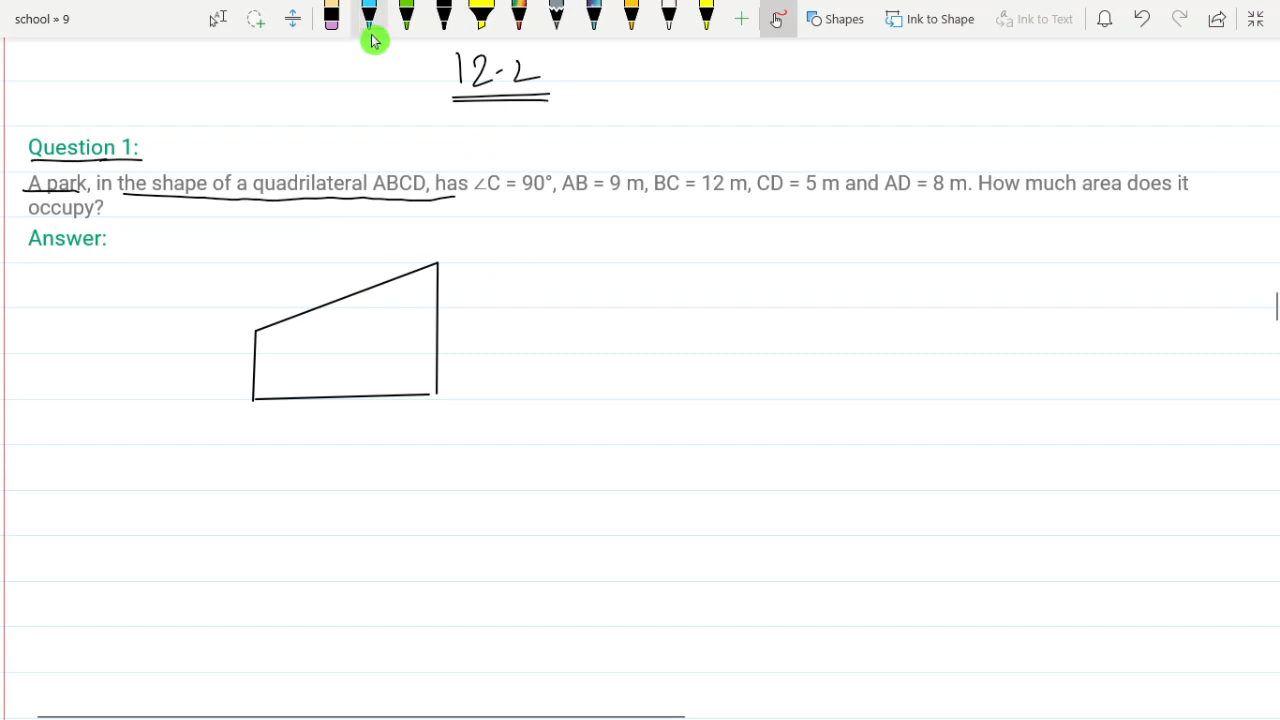 school » 9
Shapes
Ink to Shape
Ink to Text
12-2
Question 1:
A park, in the shape of a quadrilateral ABCD, has ∠C = 90°, AB = 9 m, BC = 12 m, CD = 5 m and AD = 8 m. How much area does it
occupy?
Answer: